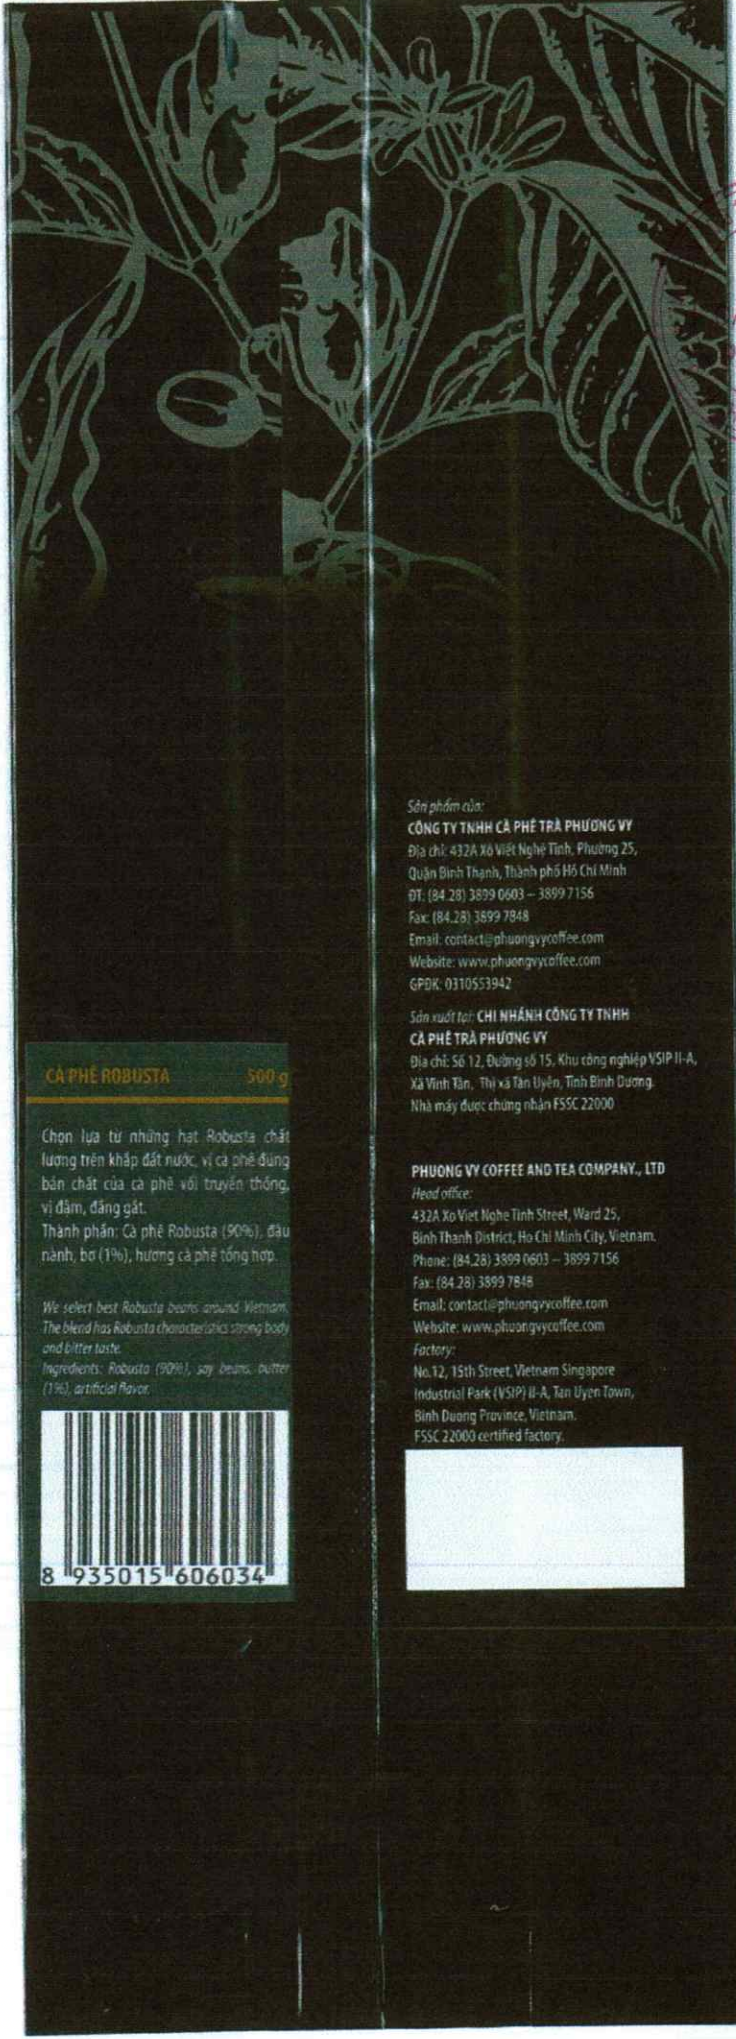 CÀ PHÊ ROBUSTA 500 g
Chọn lựa từ những hạt Robusta chất
lượng trên khắp đất nước, vị cà phê đúng
bản chất của cà phê với truyền thống,
vị đậm, đắng gắt.
Thành phần: Cà phê Robusta (90%), đậu
nành, bơ (1%), hương cà phê tổng hợp.
We select best Robusta beans around Vietnam.
The blend has Robusta characteristics strong body
and bitter taste.
Ingredients: Robusta (90%), soy beans, butter
(1%), artificial flavor.
8 935015 606034
Sản phẩm của:
CÔNG TY TNHH CÀ PHÊ TRÀ PHƯƠNG VY
Địa chỉ: 432A Xô Viết Nghệ Tĩnh, Phường 25,
Quận Bình Thạnh, Thành phố Hồ Chí Minh
ĐT: (84.28) 3899 0603 – 3899 7156
Fax: (84.28) 3899 7848
Email: contact@phuongvycoffee.com
Website: www.phuongvycoffee.com
GPĐK: 0310553942
Sản xuất tại: CHI NHÁNH CÔNG TY TNHH
CÀ PHÊ TRÀ PHƯƠNG VY
Địa chỉ: Số 12, Đường số 15, Khu công nghiệp VSIP II-A,
Xã Vĩnh Tân, Thị xã Tân Uyên, Tỉnh Bình Dương.
Nhà máy được chứng nhận FSSC 22000
PHUONG VY COFFEE AND TEA COMPANY., LTD
Head office:
432A Xo Viet Nghe Tinh Street, Ward 25,
Binh Thanh District, Ho Chi Minh City, Vietnam.
Phone: (84.28) 3899 0603 – 3899 7156
Fax: (84.28) 3899 7848
Email: contact@phuongvycoffee.com
Website: www.phuongvycoffee.com
Factory:
No.12, 15th Street, Vietnam Singapore
Industrial Park (VSIP) II-A, Tan Uyen Town,
Binh Duong Province, Vietnam.
FSSC 22000 certified factory.